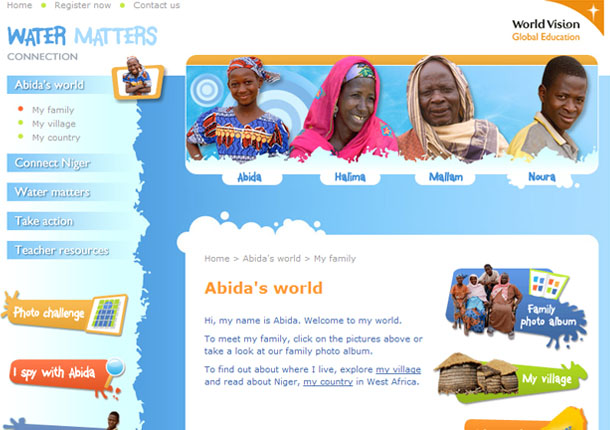 Home • Register now • Contact us
World Vision
Global Education
WATER MATTERS
CONNECTION
Abida's world
My family
My village
My country
Connect Niger
Water matters
Take action
Teacher resources
Abida
Halima
Mallam
Noura
Photo challenge
I spy with Abida
Home > Abida's world > My family
Abida's world
Hi, my name is Abida. Welcome to my world.
To meet my family, click on the pictures above or
take a look at our family photo album.
To find out about where I live, explore my village
and read about Niger, my country in West Africa.
Family
photo album
My village